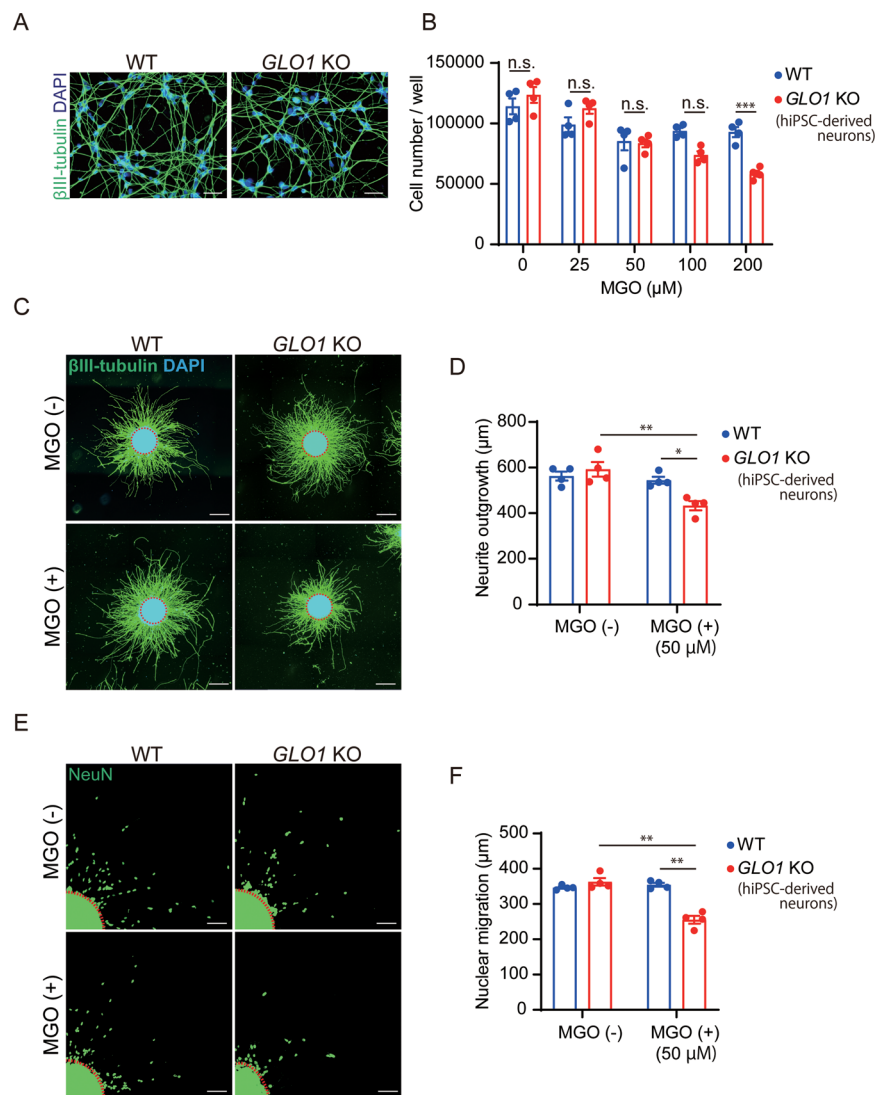 A
WT
GLO1 KO
βIII-tubulin DAPI
B
150000
100000
50000
0
Cell number / well
n.s.
n.s.
n.s.
n.s.
***
0
25
50
100
200
MGO (μM)
WT
GLO1 KO
(hiPSC-derived
neurons)
C
WT
GLO1 KO
βIII-tubulin DAPI
MGO (-)
MGO (+)
D
800
600
400
200
0
Neurite outgrowth (μm)
**
*
MGO (-)
MGO (+)
(50 μM)
WT
GLO1 KO
(hiPSC-derived
neurons)
E
WT
GLO1 KO
NeuN
MGO (-)
MGO (+)
F
500
400
300
200
100
0
Nuclear migration (μm)
**
**
MGO (-)
MGO (+)
(50 μM)
WT
GLO1 KO
(hiPSC-derived
neurons)